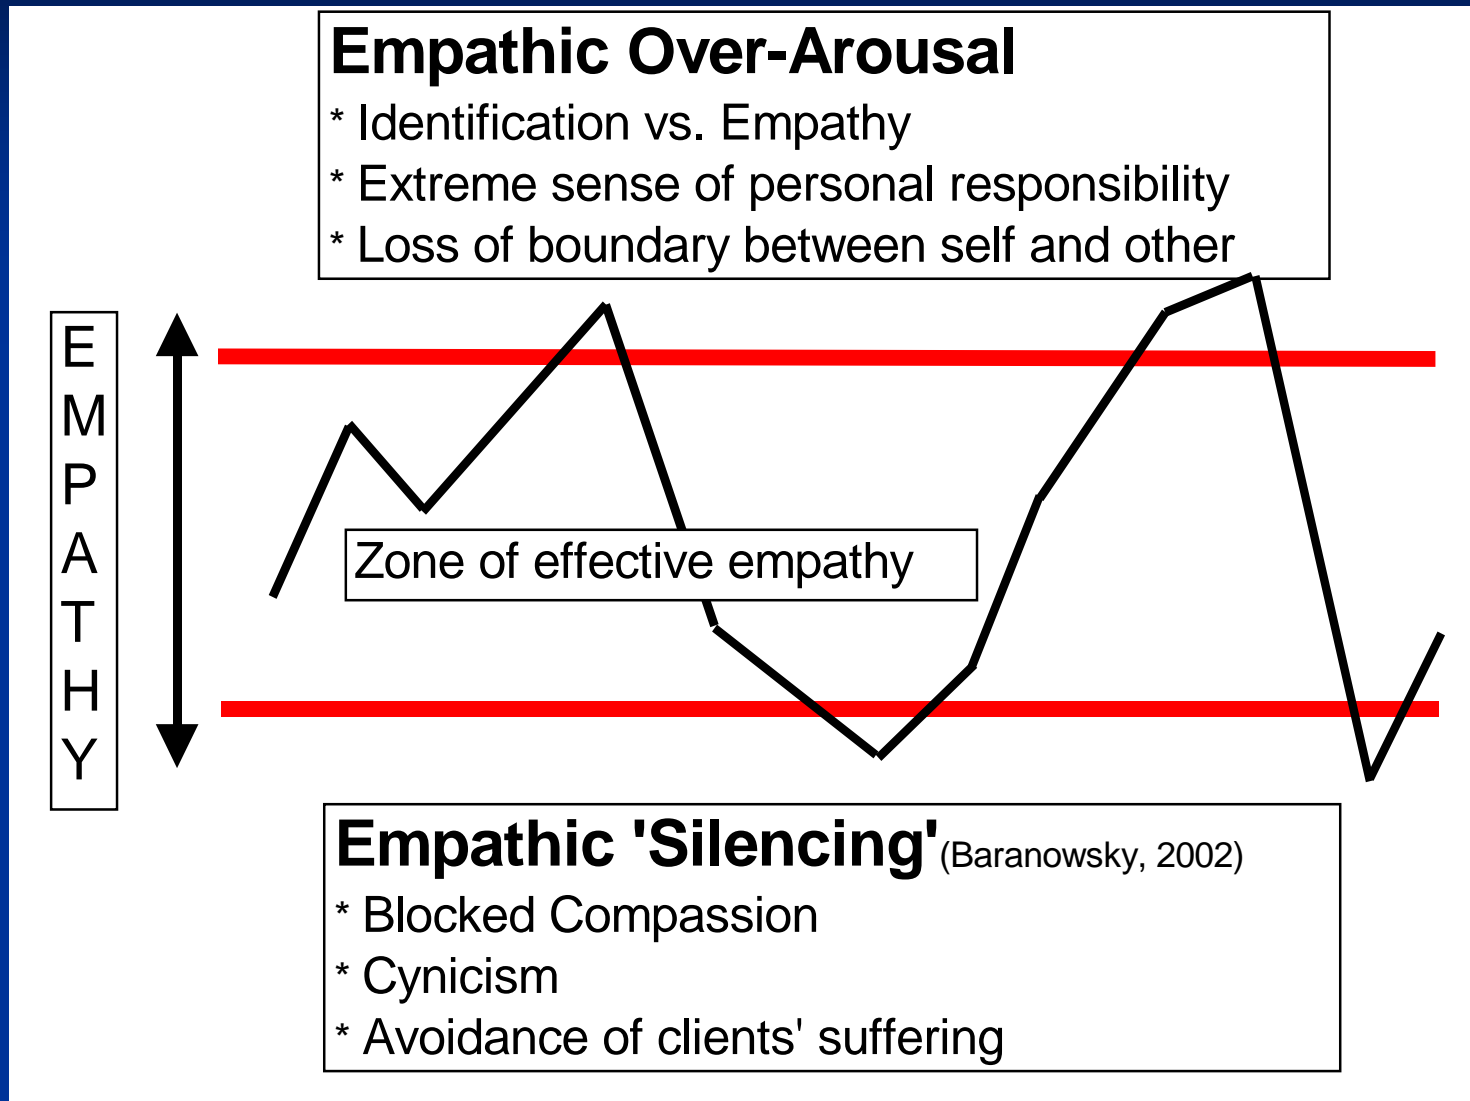 Empathic Over-Arousal
* Identification vs. Empathy
* Extreme sense of personal responsibility
* Loss of boundary between self and other
E
M
P
A
T
H
Y
Zone of effective empathy
Empathic 'Silencing'(Baranowsky, 2002)
* Blocked Compassion
* Cynicism
* Avoidance of clients' suffering